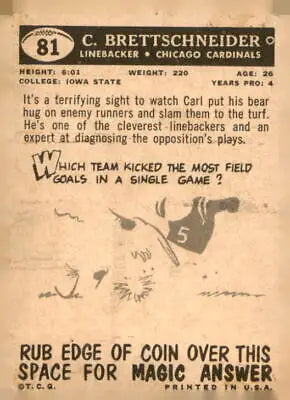 81
C. BRETTSCHNEIDER
LINEBACKER • CHICAGO CARDINALS
HEIGHT: 6:01 WEIGHT: 220 AGE: 26
COLLEGE: IOWA STATE YEARS PRO: 4
It's a terrifying sight to watch Carl put his bear
hug on enemy runners and slam them to the turf.
He's one of the cleverest linebackers and an
expert at diagnosing the opposition's plays.
WHICH TEAM KICKED THE MOST FIELD
GOALS IN A SINGLE GAME?
5
RUB EDGE OF COIN OVER THIS
SPACE FOR MAGIC ANSWER
©T.C.G. PRINTED IN U.S.A.